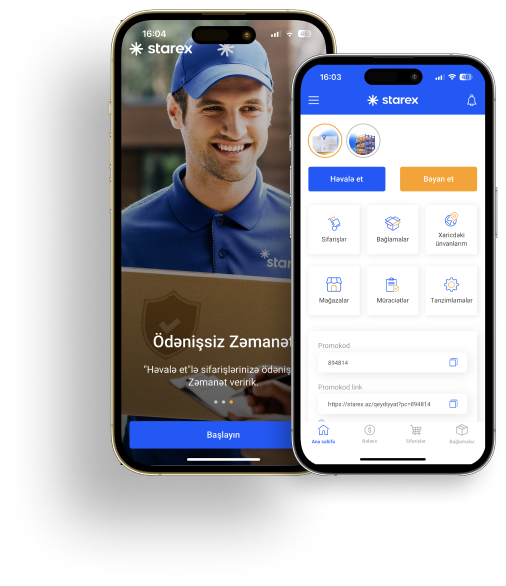 16:04
starex
star
Ödənişsiz Zəmanət
"Həvalə et"lə sifarişlərinizə ödəniş
Zəmanət veririk.
Başlayın
16:03
starex
Həvalə et
Bəyan et
Sifarişlər
Bağlamalar
Xaricdəki
ünvanlarım
Mağazalar
Müraciətlər
Tənzimləmələr
Promokod
894814
Promokod link
https://starex.az/qeydiyyat?pc=894814
Ana səhifə
Balans
Sifarişlər
Bağlamalar